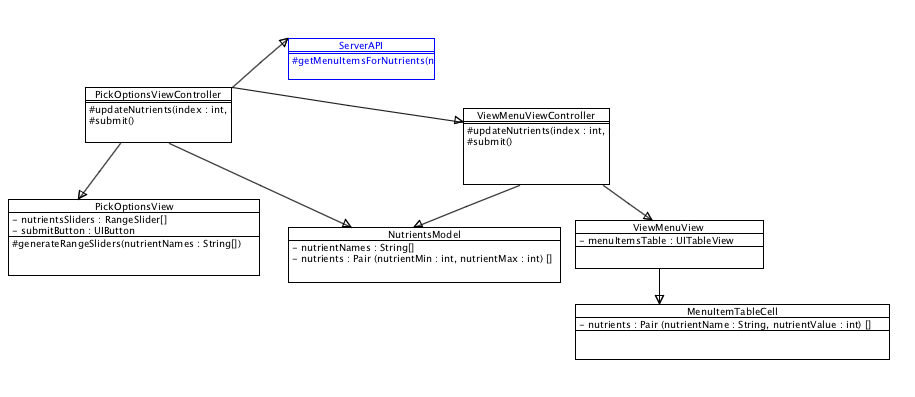 ServerAPI
#getMenuItemsForNutrients(n
PickOptionsViewController
#updateNutrients(index : int,
#submit()
ViewMenuViewController
#updateNutrients(index : int,
#submit()
PickOptionsView
- nutrientsSliders : RangeSlider[]
- submitButton : UIButton
#generateRangeSliders(nutrientNames : String[])
NutrientsModel
- nutrientNames : String[]
- nutrients : Pair (nutrientMin : int, nutrientMax : int) []
ViewMenuView
- menuItemsTable : UITableView
MenuItemTableCell
- nutrients : Pair (nutrientName : String, nutrientValue : int) []